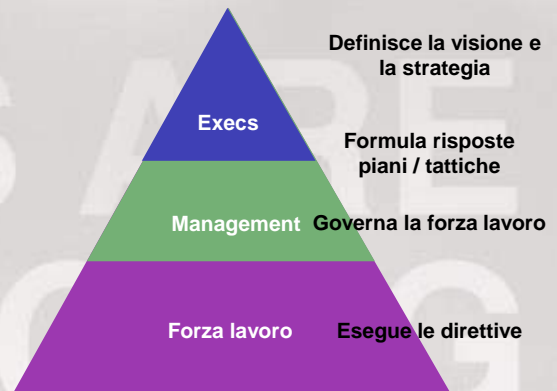 Definisce la visione e
la strategia
Execs
Formula risposte
piani / tattiche
Management
Governa la forza lavoro
Forza lavoro
Esegue le direttive
S ARE
G